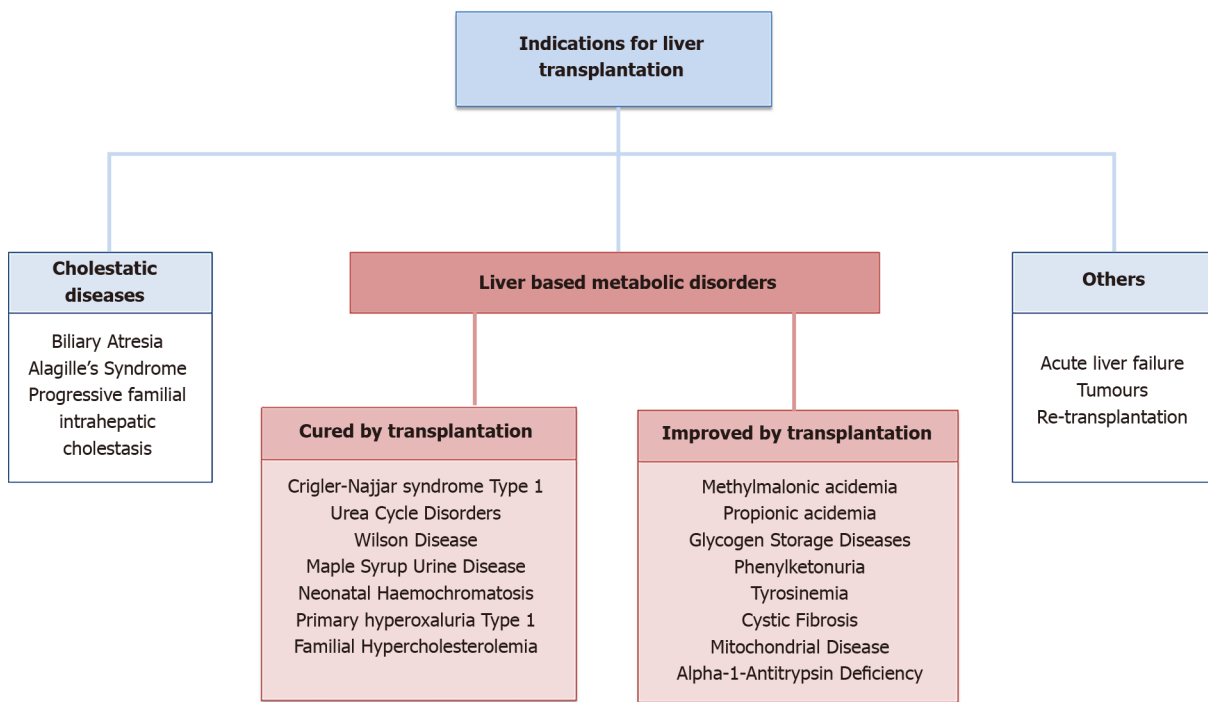 Indications for liver
transplantation
Cholestatic
diseases
Biliary Atresia
Alagille’s Syndrome
Progressive familial
intrahepatic
cholestasis
Liver based metabolic disorders
Cured by transplantation
Crigler-Najjar syndrome Type 1
Urea Cycle Disorders
Wilson Disease
Maple Syrup Urine Disease
Neonatal Haemochromatosis
Primary hyperoxaluria Type 1
Familial Hypercholesterolemia
Improved by transplantation
Methylmalonic acidemia
Propionic acidemia
Glycogen Storage Diseases
Phenylketonuria
Tyrosinemia
Cystic Fibrosis
Mitochondrial Disease
Alpha-1-Antitrypsin Deficiency
Others
Acute liver failure
Tumours
Re-transplantation